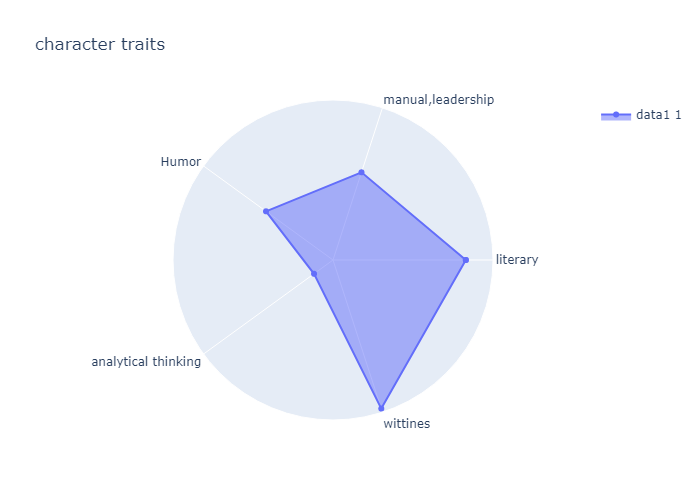 character traits
manual,leadership
data1 1
Humor
literary
analytical thinking
wittines